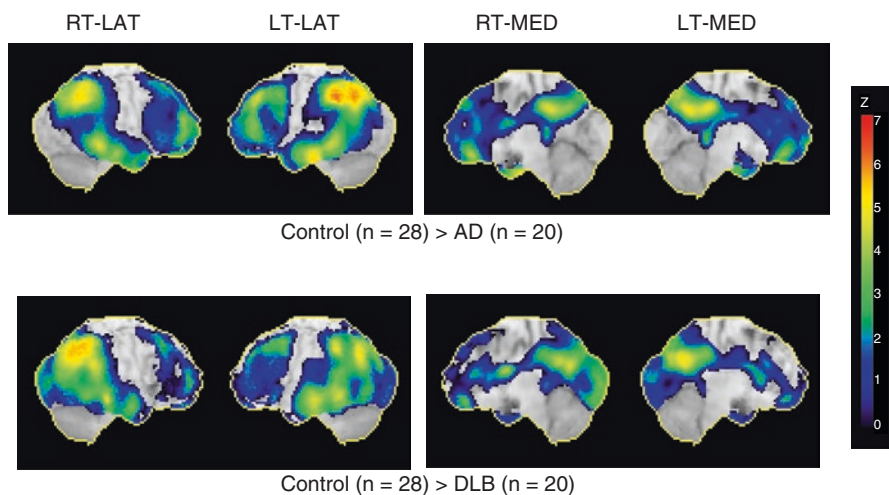 RT-LAT LT-LAT RT-MED LT-MED
Z
7
6
5
4
3
2
1
0
Control (n = 28) > AD (n = 20)
Control (n = 28) > DLB (n = 20)